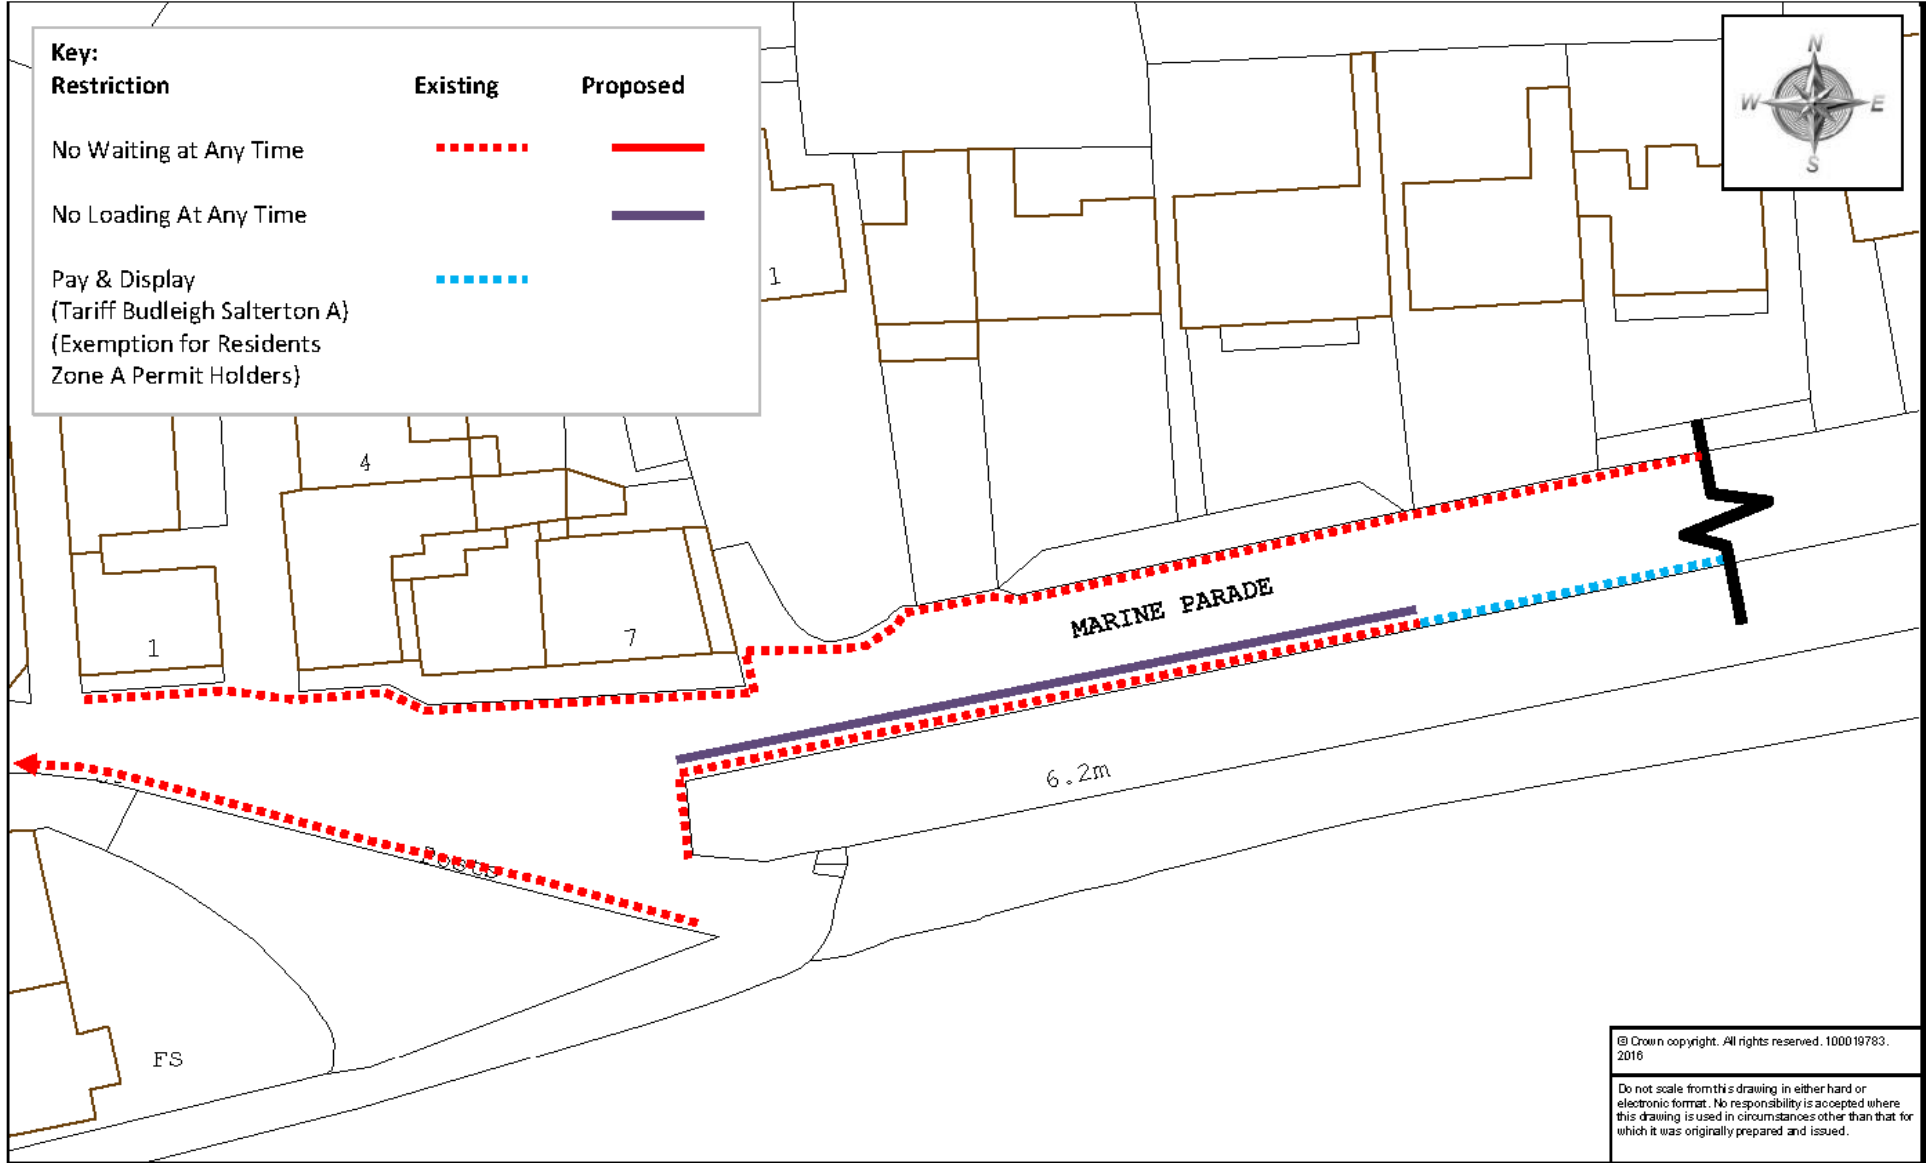 Key:
Restriction Existing Proposed
No Waiting at Any Time
No Loading At Any Time
Pay & Display
(Tariff Budleigh Salterton A)
(Exemption for Residents
Zone A Permit Holders)
N
W E
S
1
4
1
7
MARINE PARADE
6.2m
FS
© Crown copyright. All rights reserved. 100019783.
2016
Do not scale from this drawing in either hard or
electronic format. No responsibility is accepted where
this drawing is used in circumstances other than that for
which it was originally prepared and issued.